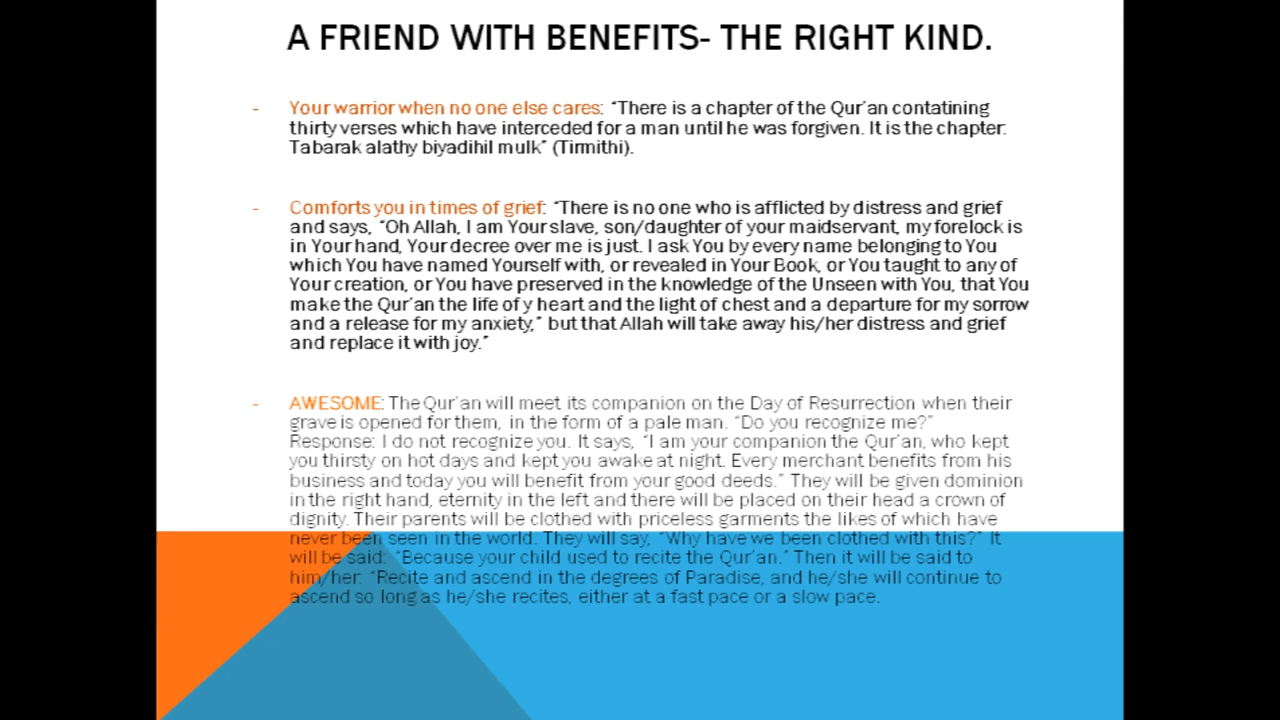 A FRIEND WITH BENEFITS- THE RIGHT KIND.
- Your warrior when no one else cares: “There is a chapter of the Qur’an contatining
thirty verses which have interceded for a man until he was forgiven. It is the chapter:
Tabarak alathy biyadihil mulk” (Tirmithi).
- Comforts you in times of grief: “There is no one who is afflicted by distress and grief
and says, “Oh Allah, I am Your slave, son/daughter of your maidservant, my forelock is
in Your hand, Your decree over me is just. I ask You by every name belonging to You
which You have named Yourself with, or revealed in Your Book, or You taught to any of
Your creation, or You have preserved in the knowledge of the Unseen with You, that You
make the Qur’an the life of y heart and the light of chest and a departure for my sorrow
and a release for my anxiety,” but that Allah will take away his/her distress and grief
and replace it with joy.”
- AWESOME: The Qur’an will meet its companion on the Day of Resurrection when their
grave is opened for them, in the form of a pale man. “Do you recognize me?”
Response: I do not recognize you. It says, “I am your companion the Qur’an, who kept
you thirsty on hot days and kept you awake at night. Every merchant benefits from his
business and today you will benefit from your good deeds.” They will be given dominion
in the right hand, eternity in the left and there will be placed on their head a crown of
dignity. Their parents will be clothed with priceless garments the likes of which have
never been seen in the world. They will say, “Why have we been clothed with this?” It
will be said: “Because your child used to recite the Qur’an.” Then it will be said to
him/her: “Recite and ascend in the degrees of Paradise, and he/she will continue to
ascend so long as he/she recites, either at a fast pace or a slow pace.